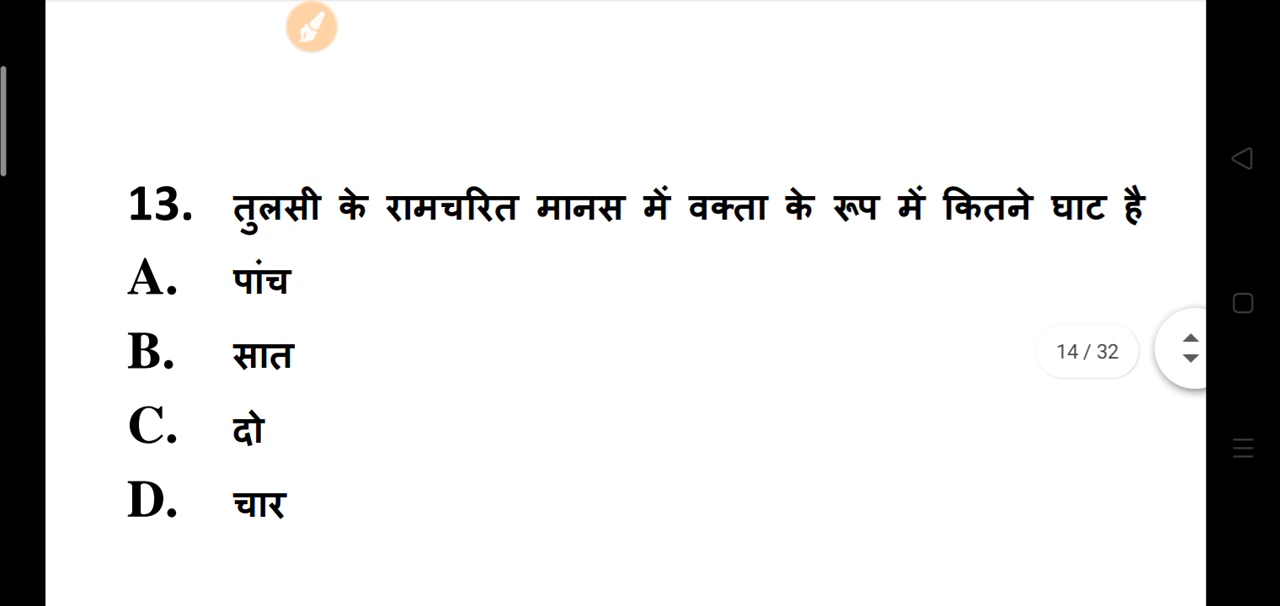 13. तुलसी के रामचरित मानस में वक्ता के रूप में कितने घाट है
A. पांच
B. सात
14 / 32
C. दो
D. चार